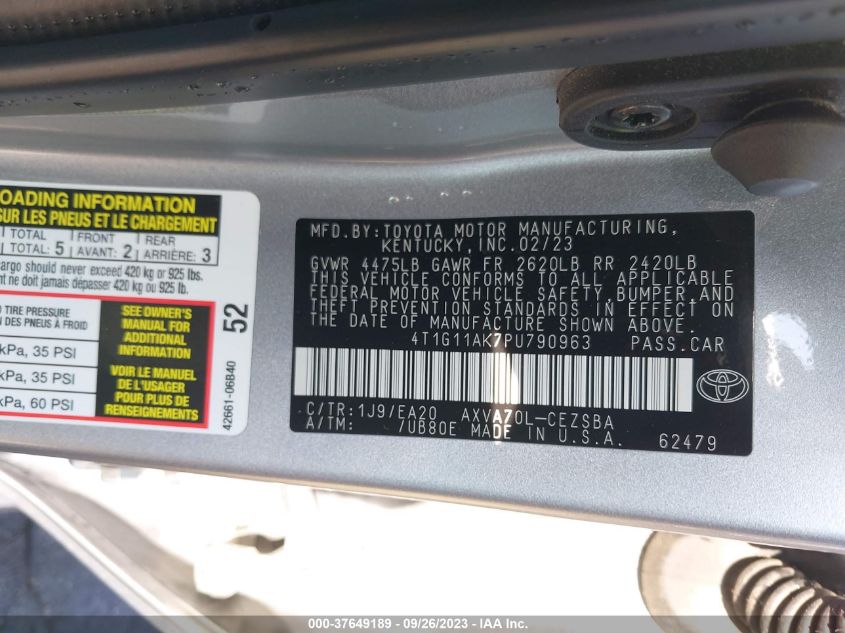 OADING INFORMATION
SUR LES PNEUS ET LE CHARGEMENT
TOTAL FRONT REAR
TOTAL: 5 AVANT: 2 ARRIÈRE: 3
argo should never exceed 420 kg or 925 lbs.
nt ne doit jamais dépasser 420 kg ou 925 lb.
TIRE PRESSURE
N DES PNEUS À FROID
kPa, 35 PSI
kPa, 35 PSI
kPa, 60 PSI
SEE OWNER'S
MANUAL FOR
ADDITIONAL
INFORMATION
VOIR LE MANUEL
DE L'USAGER
POUR PLUS DE
RENSEIGNEMENTS
52
42661-06B40
MFD.BY:TOYOTA MOTOR MANUFACTURING,
KENTUCKY,INC.02/23
GVWR 4475LB GAWR FR 2620LB RR 2420LB
THIS VEHICLE CONFORMS TO ALL APPLICABLE
FEDERAL MOTOR VEHICLE SAFETY,BUMPER,AND
THEFT PREVENTION STANDARDS IN EFFECT ON
THE DATE OF MANUFACTURE SHOWN ABOVE.
4T1G11AK7PU790963 PASS.CAR
C/TR:1J9/EA20 AXVA70L-CEZSBA
A/TM: 7UB80E MADE IN U.S.A. 62479
000-37649189 - 09/26/2023 - IAA Inc.